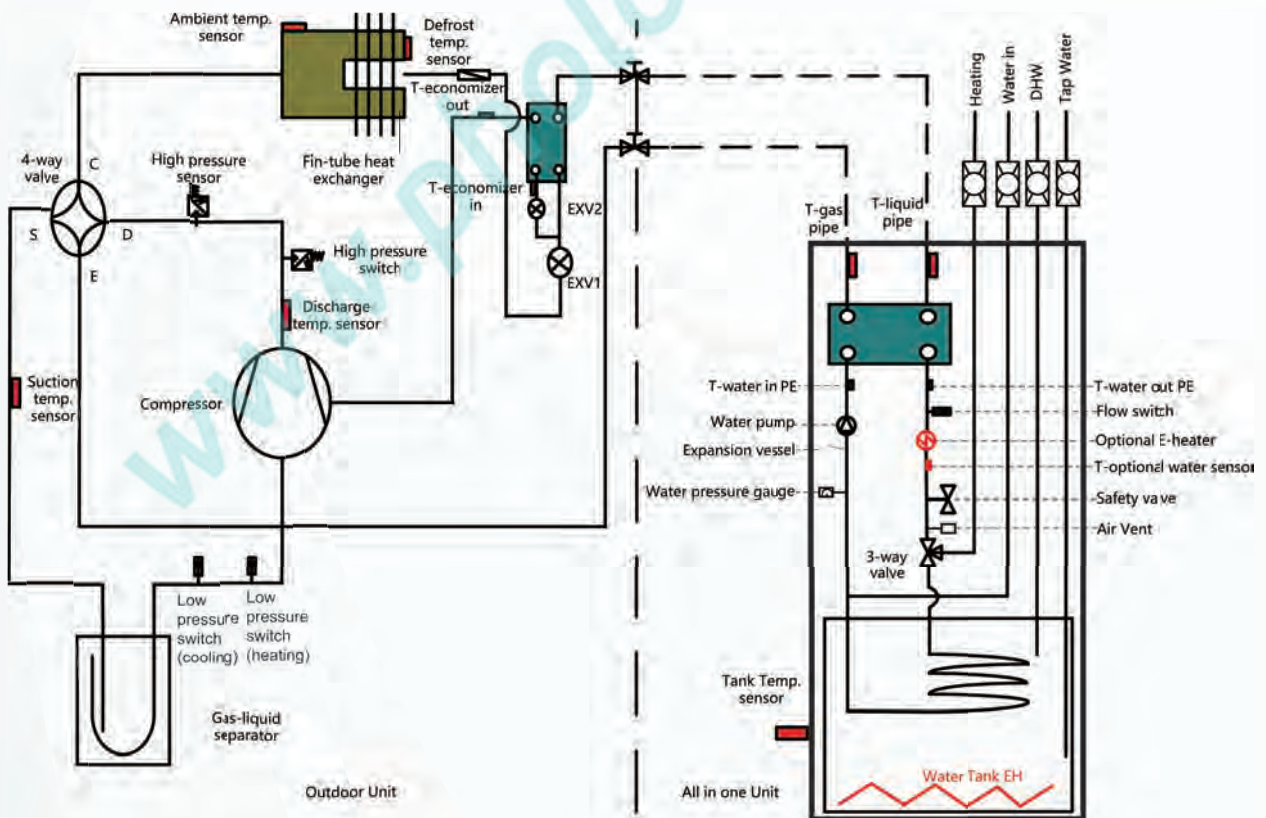 Ambient temp.
sensor
Defrost
temp.
sensor
T-economizer
out
4-way
valve
C
S
D
E
High pressure
sensor
Fin-tube heat
exchanger
T-economizer
in
EXV2
EXV1
High pressure
switch
Discharge
temp. sensor
Suction
temp.
sensor
Compressor
Low
pressure
switch
(cooling)
Low
pressure
switch
(heating)
Gas-liquid
separator
Outdoor Unit
Heating
Water in
DHW
Tap Water
T-gas
pipe
T-liquid
pipe
T-water in PE
Water pump
Expansion vessel
Water pressure gauge
T-water out PE
Flow switch
Optional E-heater
T-optional water sensor
Safety vave
Air Vent
3-way
valve
Tank Temp.
sensor
Water Tank EH
All in one Unit